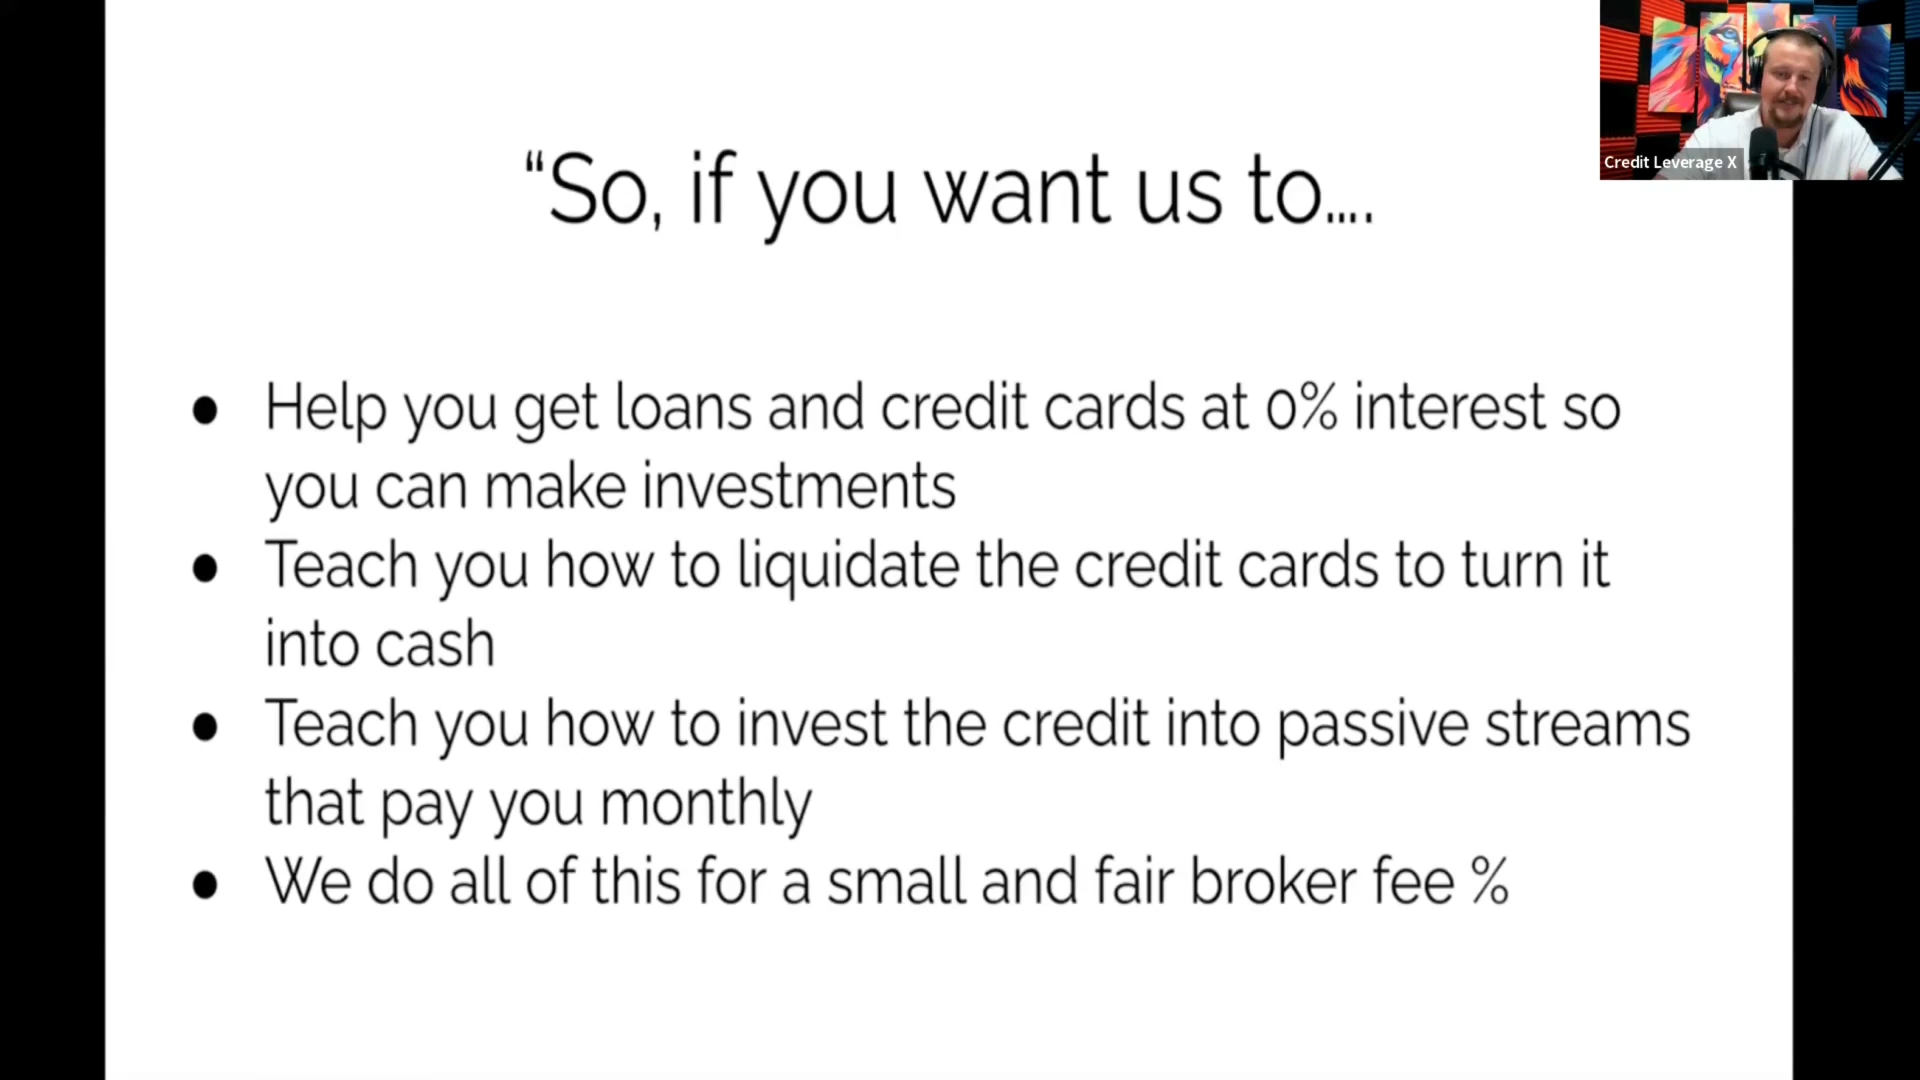 Credit Leverage X
“So, if you want us to....
● Help you get loans and credit cards at 0% interest so
you can make investments
● Teach you how to liquidate the credit cards to turn it
into cash
● Teach you how to invest the credit into passive streams
that pay you monthly
● We do all of this for a small and fair broker fee %